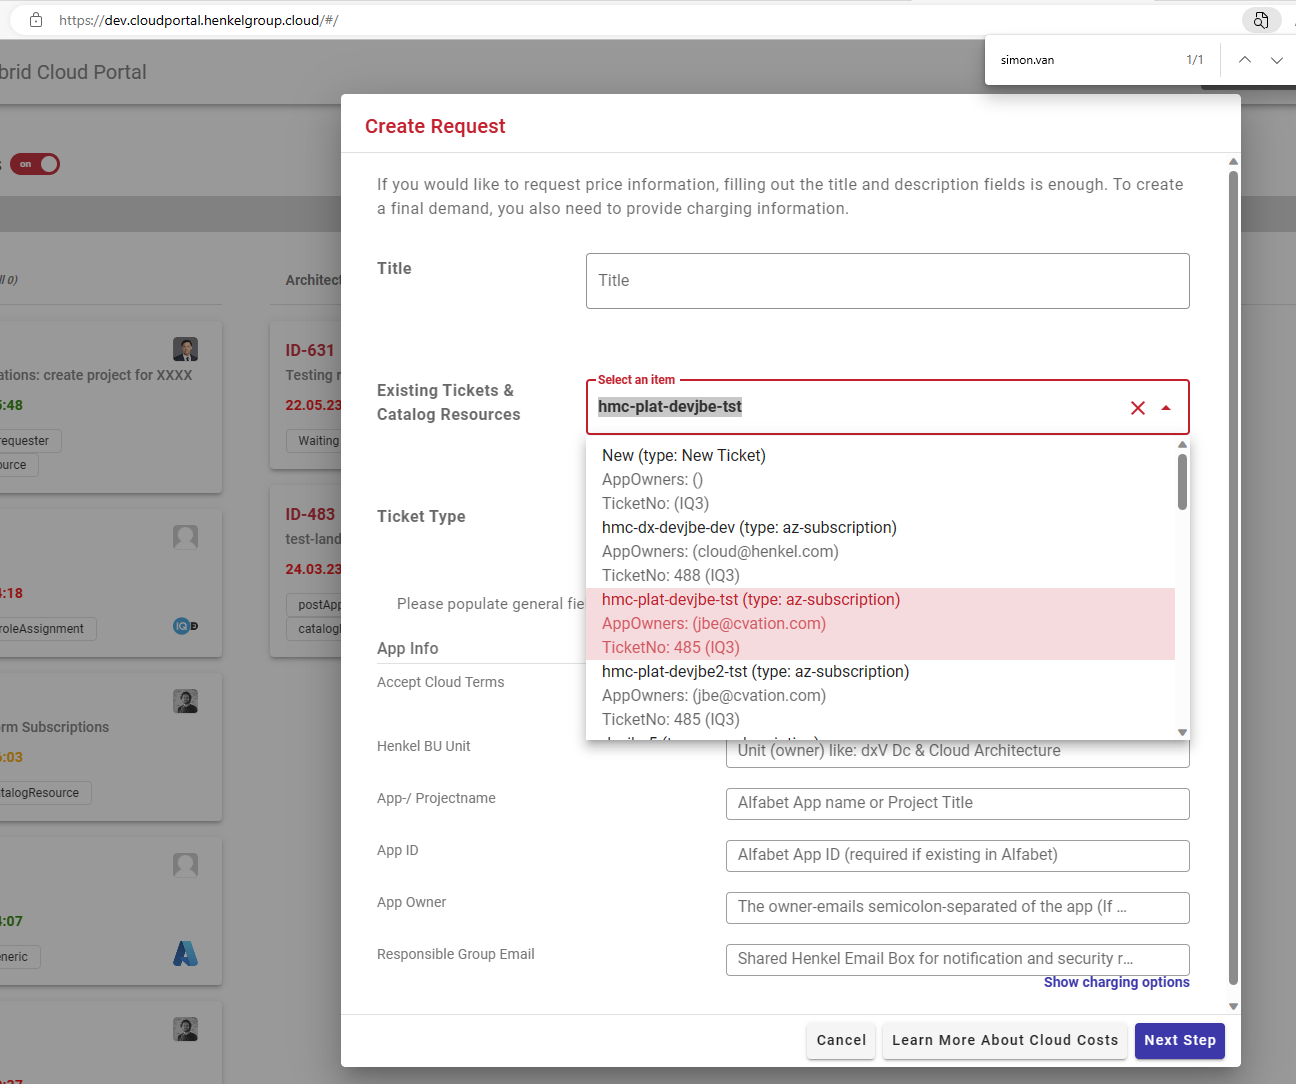 https://dev.cloudportal.henkelgroup.cloud/#/
simon.van
1/1
brid Cloud Portal
on
Create Request
If you would like to request price information, filling out the title and description fields is enough. To create
a final demand, you also need to provide charging information.
Title
Title
Existing Tickets &
Catalog Resources
Select an item
hmc-plat-devjbe-tst
New (type: New Ticket)
AppOwners: ()
TicketNo: (IQ3)
hmc-dx-devjbe-dev (type: az-subscription)
AppOwners: (cloud@henkel.com)
TicketNo: 488 (IQ3)
hmc-plat-devjbe-tst (type: az-subscription)
AppOwners: (jbe@cvation.com)
TicketNo: 485 (IQ3)
hmc-plat-devjbe2-tst (type: az-subscription)
AppOwners: (jbe@cvation.com)
TicketNo: 485 (IQ3)
Ticket Type
Please populate general fie
App Info
Accept Cloud Terms
Henkel BU Unit
Unit (owner) like: dxV Dc & Cloud Architecture
App-/ Projectname
Alfabet App name or Project Title
App ID
Alfabet App ID (required if existing in Alfabet)
App Owner
The owner-emails semicolon-separated of the app (If ...
Responsible Group Email
Shared Henkel Email Box for notification and security r...
Show charging options
Cancel
Learn More About Cloud Costs
Next Step
ll 0)
ations: create project for XXXX
5:48
requester
ource
4:18
roleAssignment
IQ3
rm Subscriptions
6:03
talogResource
4:07
neric
Architect
ID-631
Testing r
22.05.23
Waiting
ID-483
test-land
24.03.23
postApp
catalogl